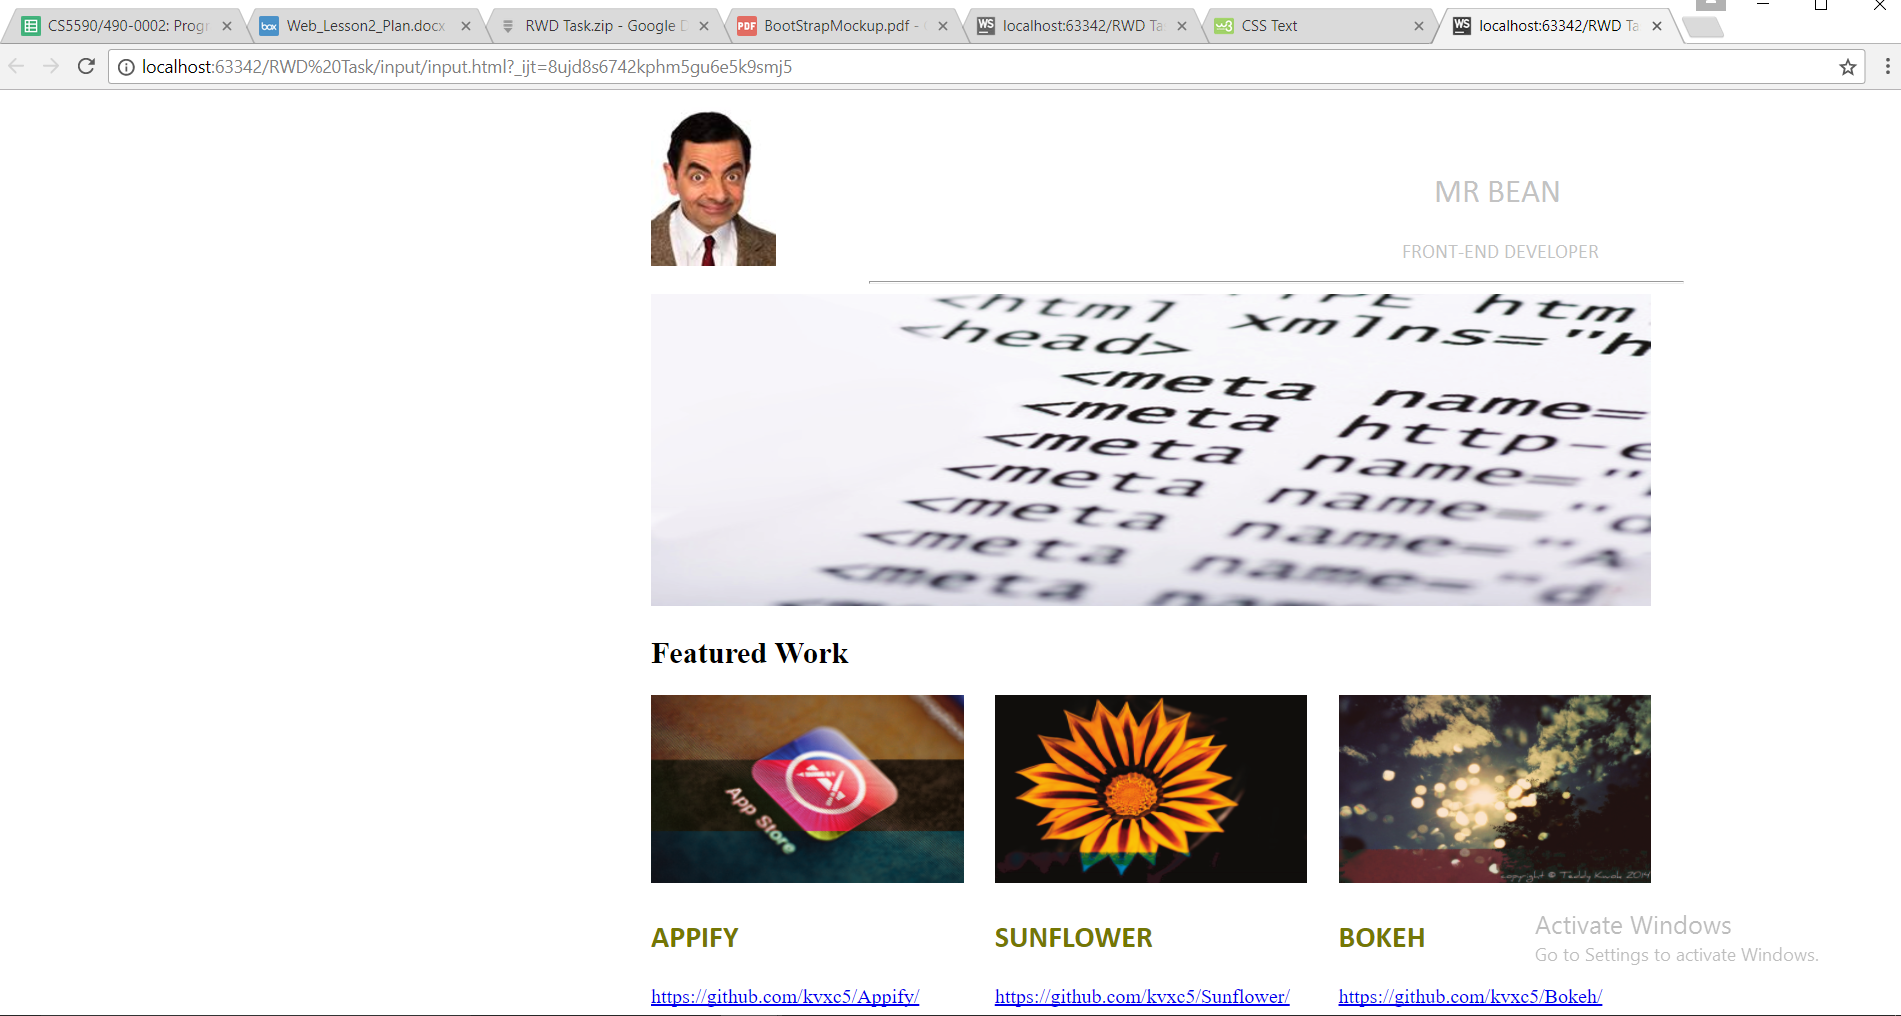 CS5590/490-0002: Progr
Web_Lesson2_Plan.docx
RWD Task.zip - Google D
BootStrapMockup.pdf -
localhost:63342/RWD Ta
CSS Text
localhost:63342/RWD Ta
localhost:63342/RWD%20Task/input/input.html?_ijt=8ujd8s6742kphm5gu6e5k9smj5
MR BEAN
FRONT-END DEVELOPER
<html
<head>
xmlns="h
<meta name=
<meta http-e
<meta name="
<meta name="d
<meta name="A
<meta name="d
<meta
Featured Work
App Store
copyright © Teddy Kwok 2014
APPIFY
SUNFLOWER
BOKEH
https://github.com/kvxc5/Appify/
https://github.com/kvxc5/Sunflower/
https://github.com/kvxc5/Bokeh/
Activate Windows
Go to Settings to activate Windows.